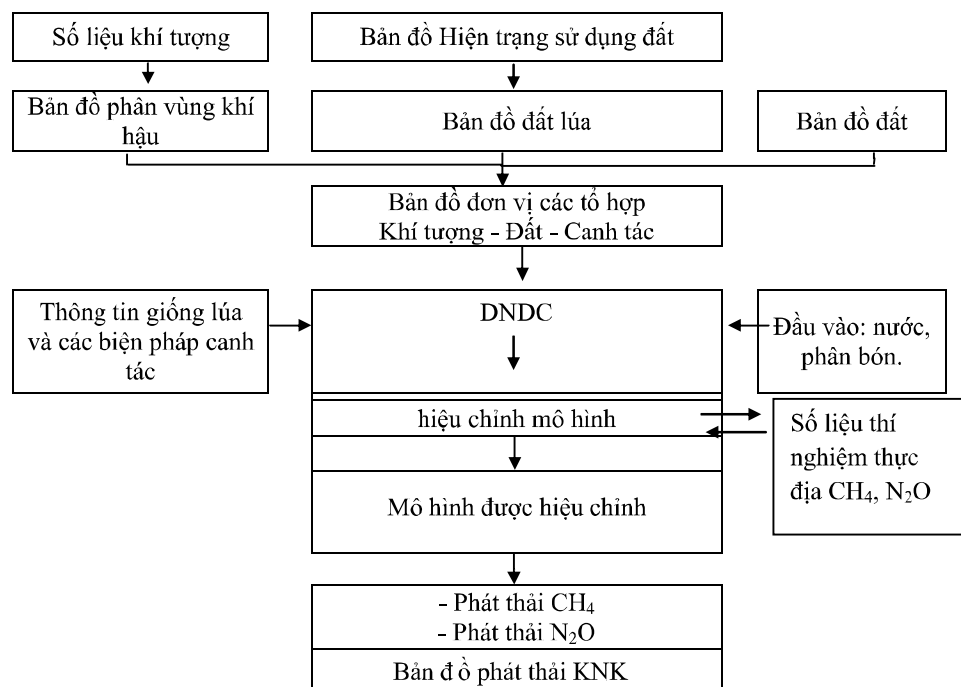 Số liệu khí tượng
Bản đồ Hiện trạng sử dụng đất
Bản đồ phân vùng khí
hậu
Bản đồ đất lúa
Bản đồ đất
Bản đồ đơn vị các tổ hợp
Khí tượng - Đất - Canh tác
Thông tin giống lúa
và các biện pháp canh
tác
DNDC
Đầu vào: nước,
phân bón.
hiệu chỉnh mô hình
Số liệu thí
nghiệm thực
địa CH₄, N₂O
Mô hình được hiệu chỉnh
- Phát thải CH₄
- Phát thải N₂O
Bản đ ồ phát thải KNK